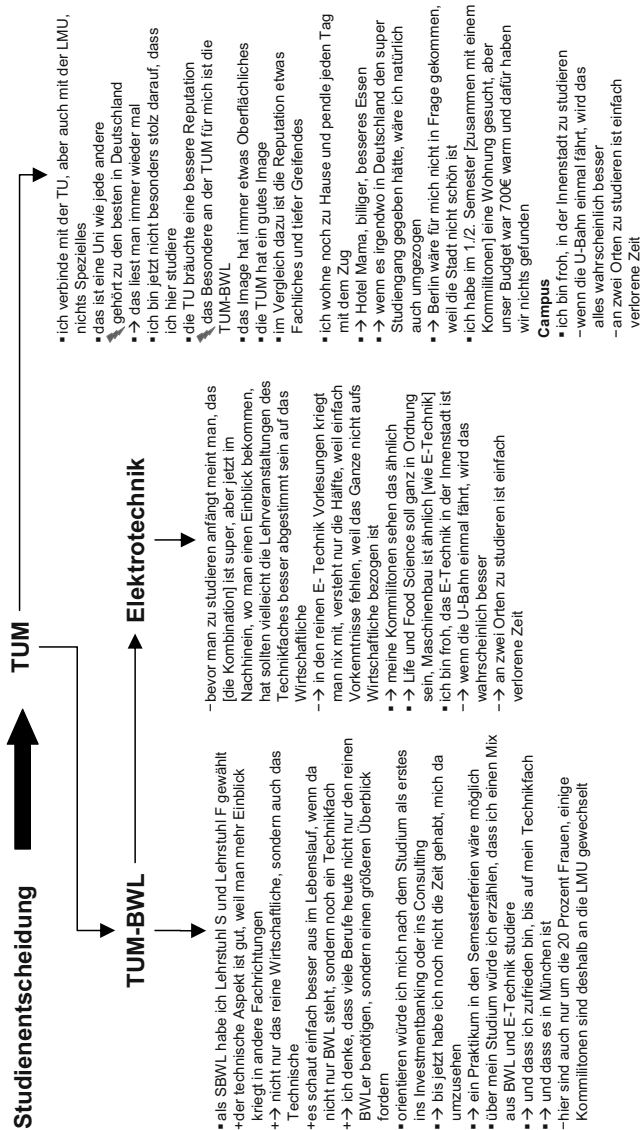 Studienentscheidung
TUM
TUM-BWL
▪ als SBWL habe ich Lehrstuhl S und Lehrstuhl F gewählt
+ der technische Aspekt ist gut, weil man mehr Einblick
kriegt in andere Fachrichtungen
+ → nicht nur das reine Wirtschaftliche, sondern auch das
Technische
+ es schaut einfach besser aus im Lebenslauf, wenn da
nicht nur BWL steht, sondern noch ein Technikfach
+ → ich denke, dass viele Berufe heute nicht nur den reinen
BWLer benötigen, sondern einen größeren Überblick
fordern
▪ orientieren würde ich mich nach dem Studium als erstes
ins Investmentbanking oder ins Consulting
▪ → bis jetzt habe ich noch nicht die Zeit gehabt, mich da
umzusehen
▪ → ein Praktikum in den Semesterferien wäre möglich
▪ über mein Studium würde ich erzählen, dass ich einen Mix
aus BWL und E-Technik studiere
▪ → und dass ich zufrieden bin, bis auf mein Technikfach
▪ → und dass es in München ist
– hier sind auch nur um die 20 Prozent Frauen, einige
Kommilitonen sind deshalb an die LMU gewechselt
Elektrotechnik
– bevor man zu studieren anfängt meint man, das
[die Kombination] ist super, aber jetzt im
Nachhinein, wo man einen Einblick bekommen,
hat sollten vielleicht die Lehrveranstaltungen des
Technikfaches besser abgestimmt sein auf das
Wirtschaftliche
– → in den reinen E- Technik Vorlesungen kriegt
man nix mit, versteht nur die Hälfte, weil einfach
Vorkenntnisse fehlen, weil das Ganze nicht aufs
Wirtschaftliche bezogen ist
▪ → meine Kommilitonen sehen das ähnlich
▪ → Life und Food Science soll ganz in Ordnung
sein, Maschinenbau ist ähnlich [wie E-Technik]
▪ ich bin froh, das E-Technik in der Innenstadt ist
– → wenn die U-Bahn einmal fährt, wird das
wahrscheinlich besser
– → an zwei Orten zu studieren ist einfach
verlorene Zeit
▪ ich verbinde mit der TU, aber auch mit der LMU,
nichts Spezielles
▪ das ist eine Uni wie jede andere
gehört zu den besten in Deutschland
▪ → das liest man immer wieder mal
▪ ich bin jetzt nicht besonders stolz darauf, dass
ich hier studiere
▪ die TU bräuchte eine bessere Reputation
das Besondere an der TUM für mich ist die
TUM-BWL
▪ das Image hat immer etwas Oberflächliches
▪ die TUM hat ein gutes Image
▪ im Vergleich dazu ist die Reputation etwas
Fachliches und tiefer Greifendes
▪ ich wohne noch zu Hause und pendle jeden Tag
mit dem Zug
▪ → Hotel Mama, billiger, besseres Essen
▪ → wenn es irgendwo in Deutschland den super
Studiengang gegeben hätte, wäre ich natürlich
auch umgezogen
▪ → Berlin wäre für mich nicht in Frage gekommen,
weil die Stadt nicht schön ist
▪ ich habe im 1./2. Semester [zusammen mit einem
Kommilitonen] eine Wohnung gesucht, aber
unser Budget war 700€ warm und dafür haben
wir nichts gefunden
Campus
▪ ich bin froh, in der Innenstadt zu studieren
– wenn die U-Bahn einmal fährt, wird das
alles wahrscheinlich besser
– an zwei Orten zu studieren ist einfach
verlorene Zeit